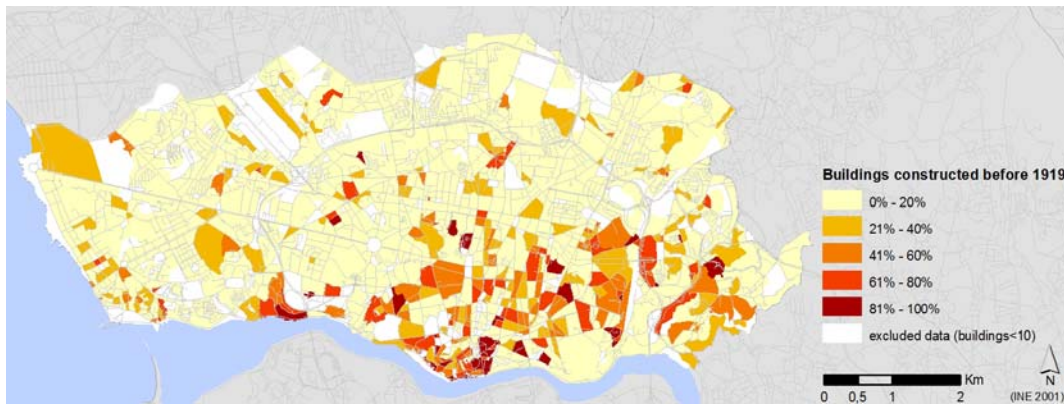 Buildings constructed before 1919
0% - 20%
21% - 40%
41% - 60%
61% - 80%
81% - 100%
excluded data (buildings<10)
Km
0 0,5 1 2
N
(INE 2001)